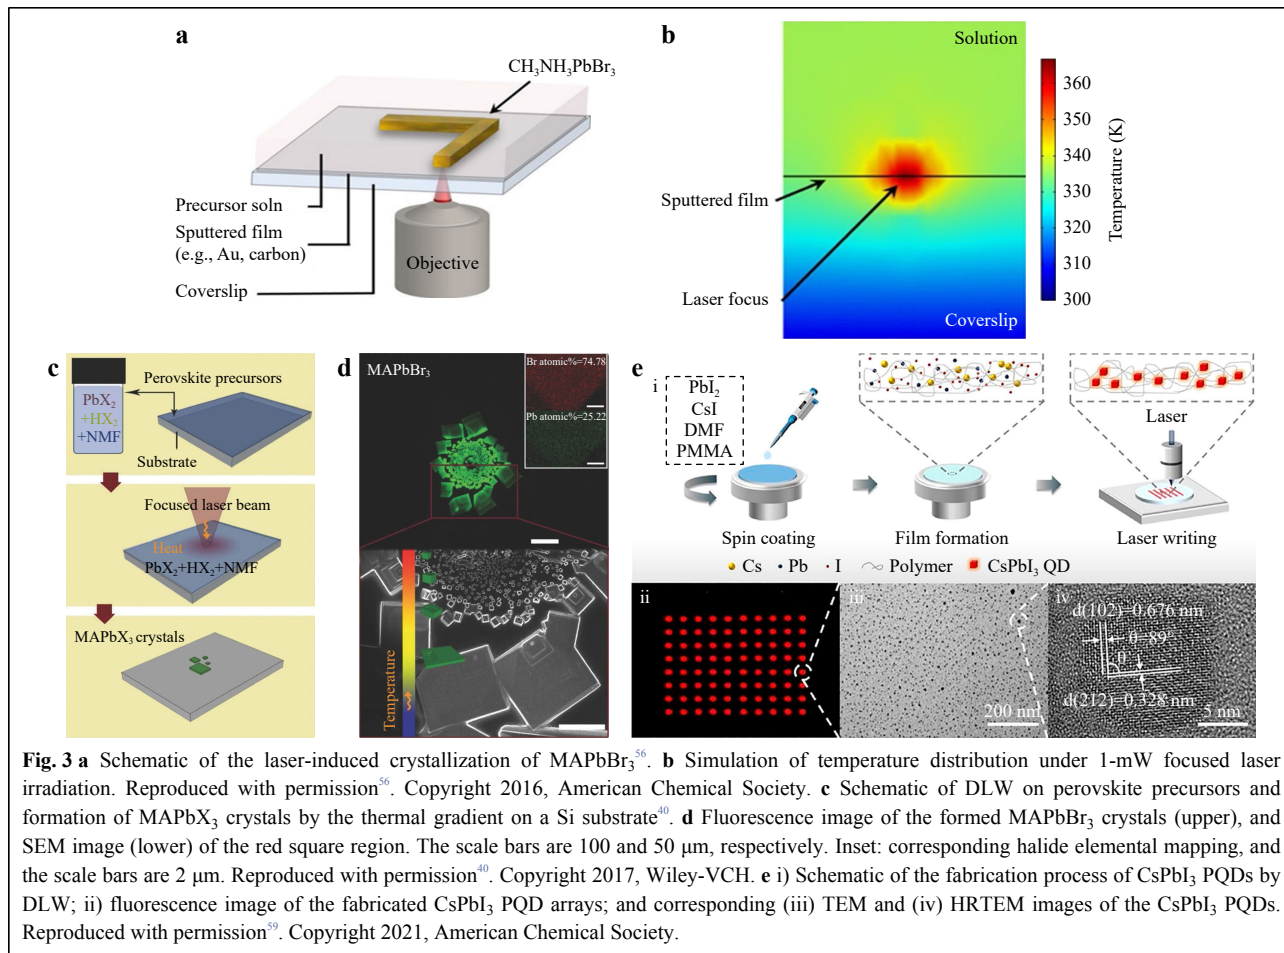 a
CH₃NH₃PbBr₃
Precursor soln
Sputtered film
(e.g., Au, carbon)
Coverslip
Objective
b
Solution
Sputtered film
Laser focus
Coverslip
360
350
340
330
320
310
300
Temperature (K)
c
Perovskite precursors
PbX₂
+HX₂
+NMF
Substrate
Focused laser beam
Heat
PbX₂+HX₂+NMF
MAPbX₃ crystals
d
MAPbBr₃
Br atomic%=74.78
Pb atomic%=25.22
Temperature
e
i
PbI₂
CsI
DMF
PMMA
Laser
Spin coating
Film formation
Laser writing
Cs
Pb
I
Polymer
CsPbI₃ QD
ii
iii
200 nm
iv
d(102)=0.676 nm
θ=89°
θ
d(212)=0.328 nm
5 nm
Fig. 3 a Schematic of the laser-induced crystallization of MAPbBr₃⁵⁶. b Simulation of temperature distribution under 1-mW focused laser
irradiation. Reproduced with permission⁵⁶. Copyright 2016, American Chemical Society. c Schematic of DLW on perovskite precursors and
formation of MAPbX₃ crystals by the thermal gradient on a Si substrate⁴⁰. d Fluorescence image of the formed MAPbBr₃ crystals (upper), and
SEM image (lower) of the red square region. The scale bars are 100 and 50 μm, respectively. Inset: corresponding halide elemental mapping, and
the scale bars are 2 μm. Reproduced with permission⁴⁰. Copyright 2017, Wiley-VCH. e i) Schematic of the fabrication process of CsPbI₃ PQDs by
DLW; ii) fluorescence image of the fabricated CsPbI₃ PQD arrays; and corresponding (iii) TEM and (iv) HRTEM images of the CsPbI₃ PQDs.
Reproduced with permission⁵⁹. Copyright 2021, American Chemical Society.